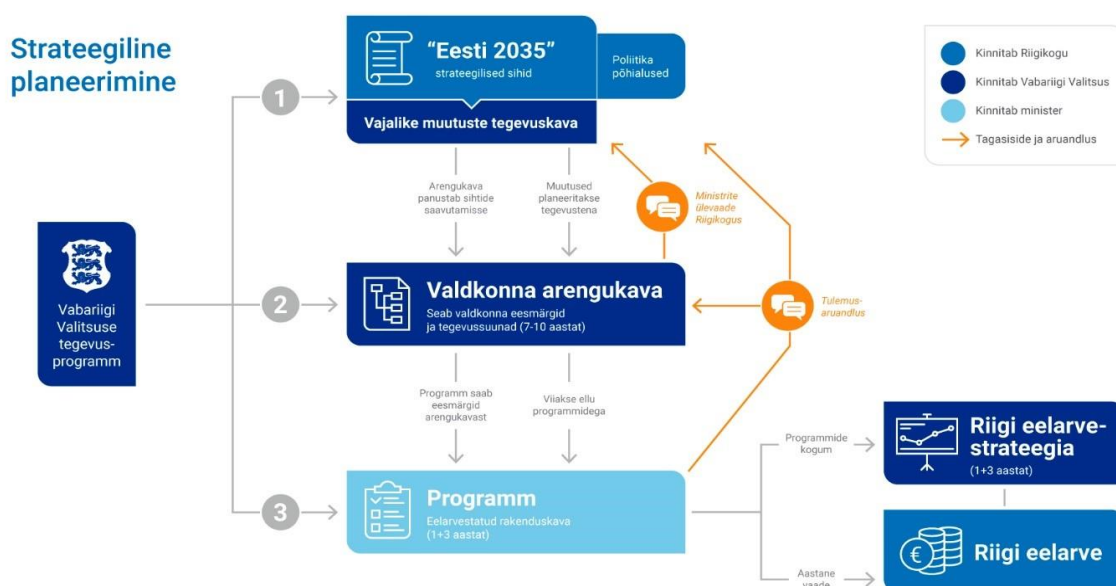 Strateegiline
planeerimine
1
"Eesti 2035"
strateegilised sihid
Poliitika
põhialused
Vajalike muutuste tegevuskava
Kinnitab Riigikogu
Kinnitab Vabariigi Valitsus
Kinnitab minister
Tagasiside ja aruandlus
Arengukava
panustab sihtide
saavutamisse
Muutused
planeeritakse
tegevustena
Ministrite
ülevaade
Riigikogus
Vabariigi
Valitsuse
tegevus-
programm
2
Valdkonna arengukava
Seab valdkonna eesmärgid
ja tegevussuunad (7-10 aastat)
Tulemus-
aruandlus
Programm saab
eesmärgid
arengukavast
Viiakse ellu
programmidega
3
Programm
Eelarvestatud rakenduskava
(1+3 aastat)
Programmide
kogum
Riigi eelarve-
strateegia
(1+3 aastat)
Aastane
vaade
€
Riigi eelarve